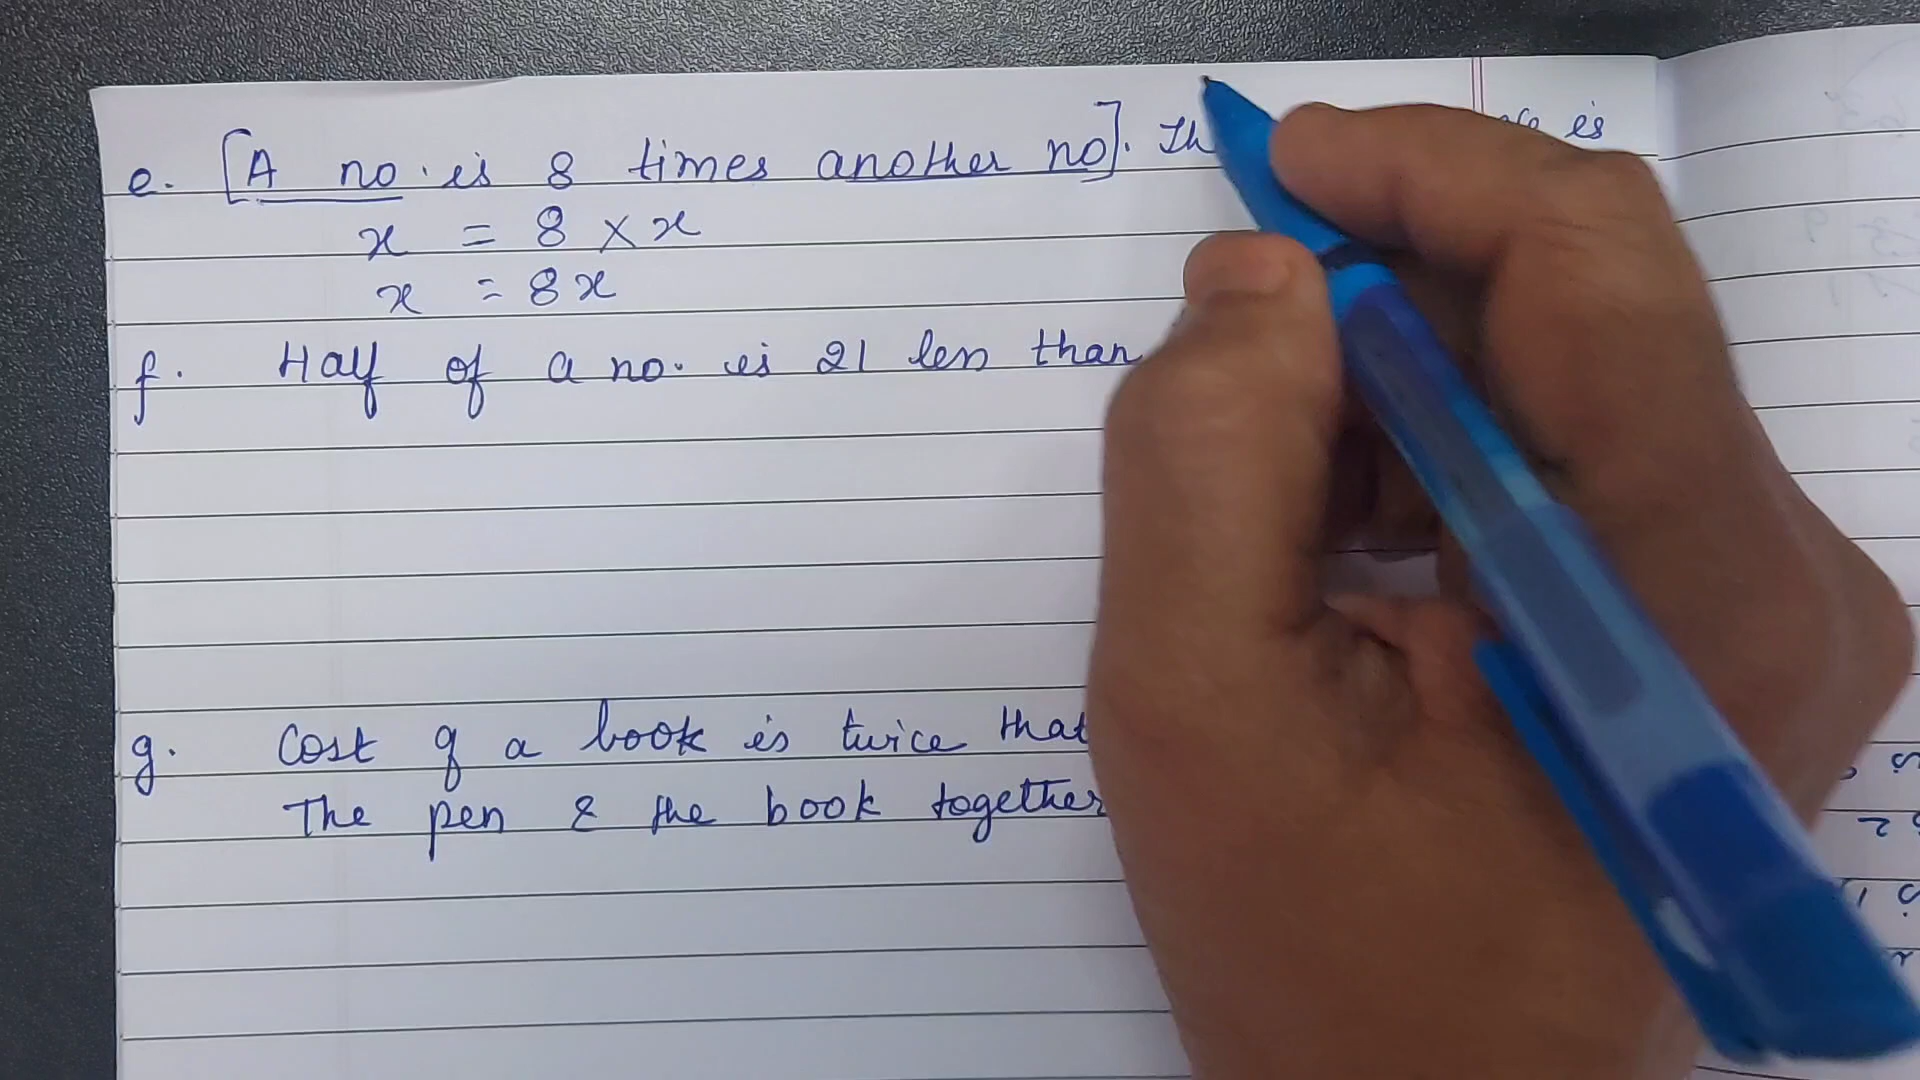 e. [A no. is 8 times another no]. Th is
x = 8 × x
x = 8x
f. Half of a no. is 21 less than
g. Cost of a book is twice that
The pen & the book together